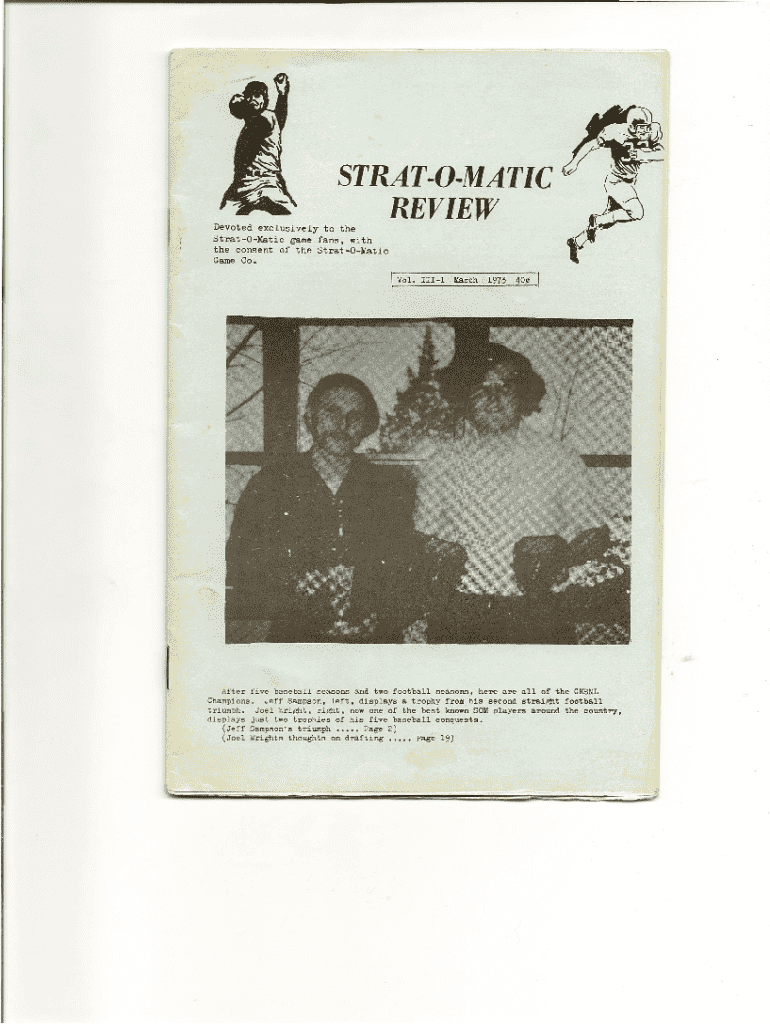 STRAT-O-MATIC
REVIEW
Devoted exclusively to the
Strat-O-Matic game fans, with
the consent of the Strat-O-Matic
Game Co.
Vol. III-1 March 1973 40¢
After five baseball seasons and two football seasons, here are all of the
Champions. Jeff Sampson, left, displays a trophy from his second straight football
triumph. Joel Wright, right, now one of the best known SOM players around the country,
displays just two trophies of his five baseball conquests.
(Jeff Sampson's triumph ..... Page 2)
(Joel Wrights thoughts on drafting ..... Page 19)